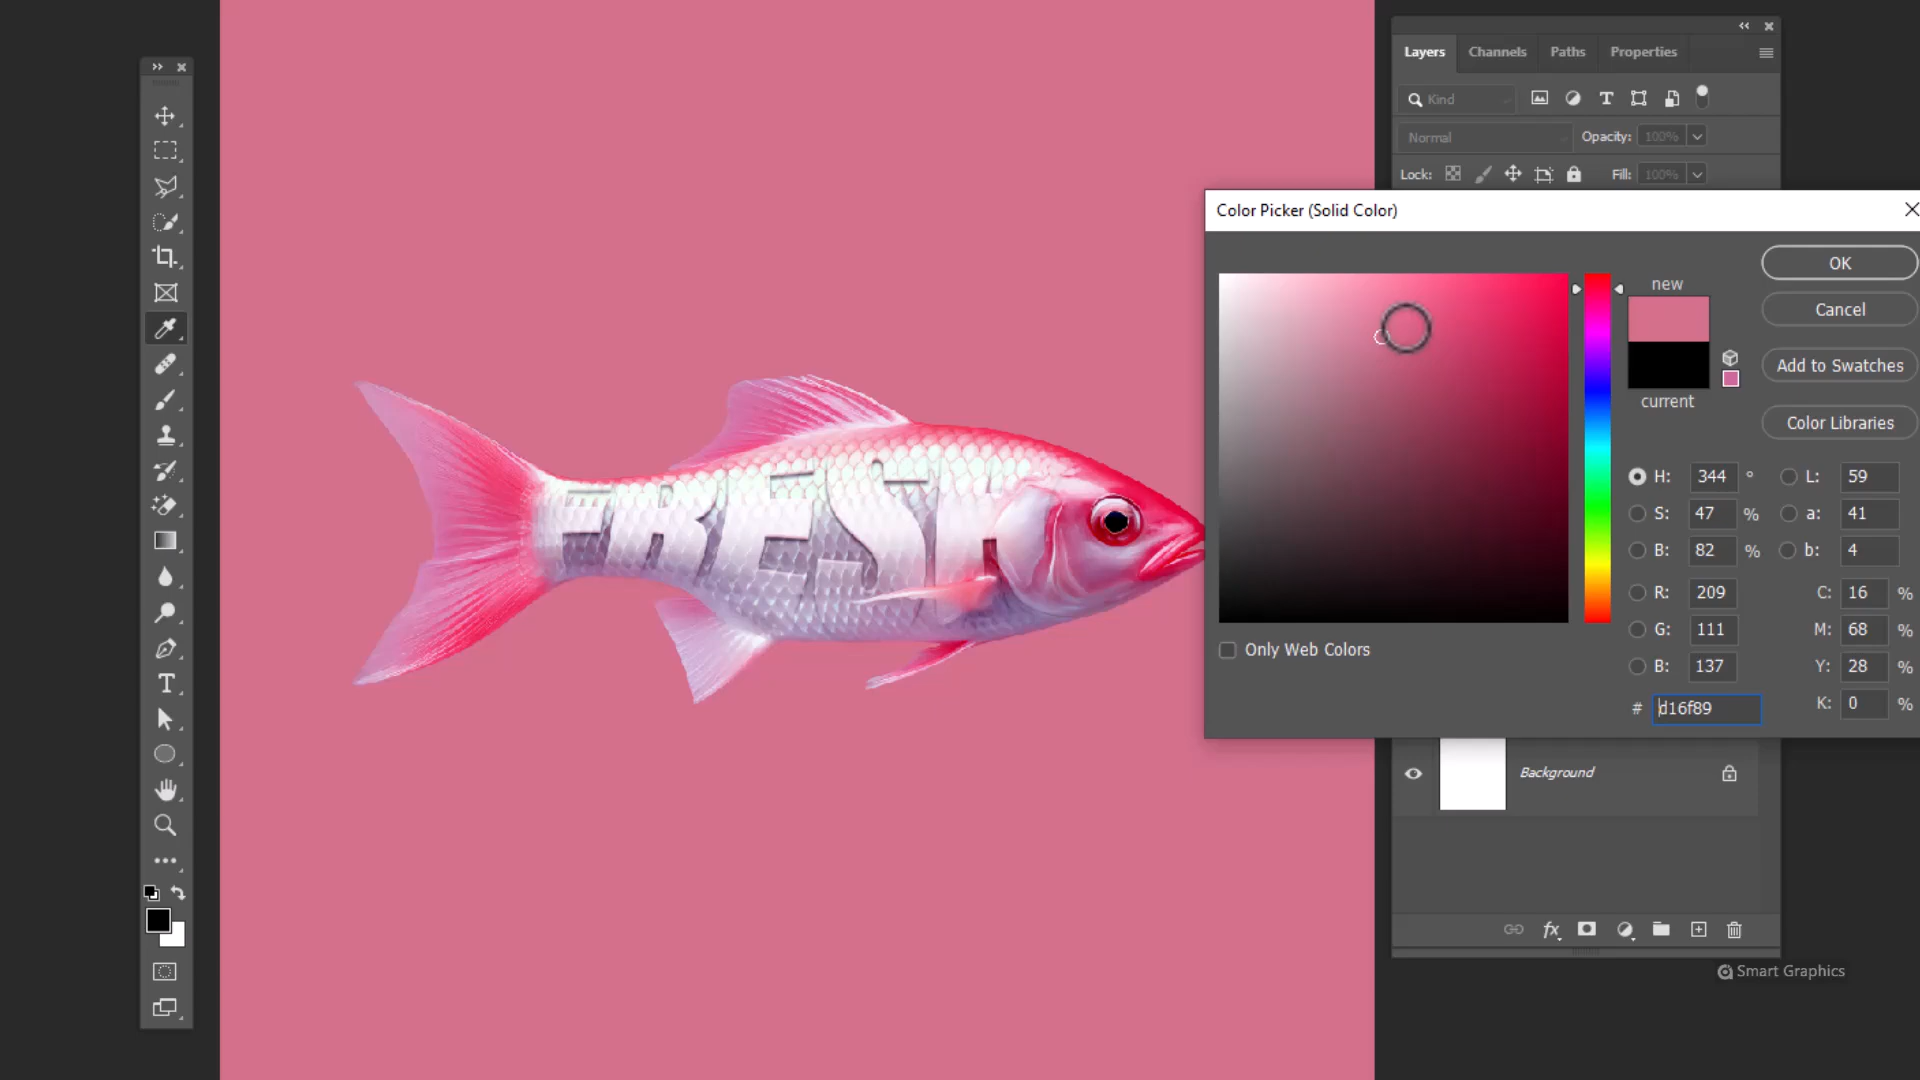 Layers Channels Paths Properties
Kind
Normal Opacity: 100%
Lock: Fill: 100%
Color Picker (Solid Color)
new
current
OK
Cancel
Add to Swatches
Color Libraries
H: 344 ° L: 59
S: 47 % a: 41
B: 82 % b: 4
R: 209 C: 16 %
G: 111 M: 68 %
B: 137 Y: 28 %
# d16f89 K: 0 %
Only Web Colors
FRESH
Background
fx
Smart Graphics